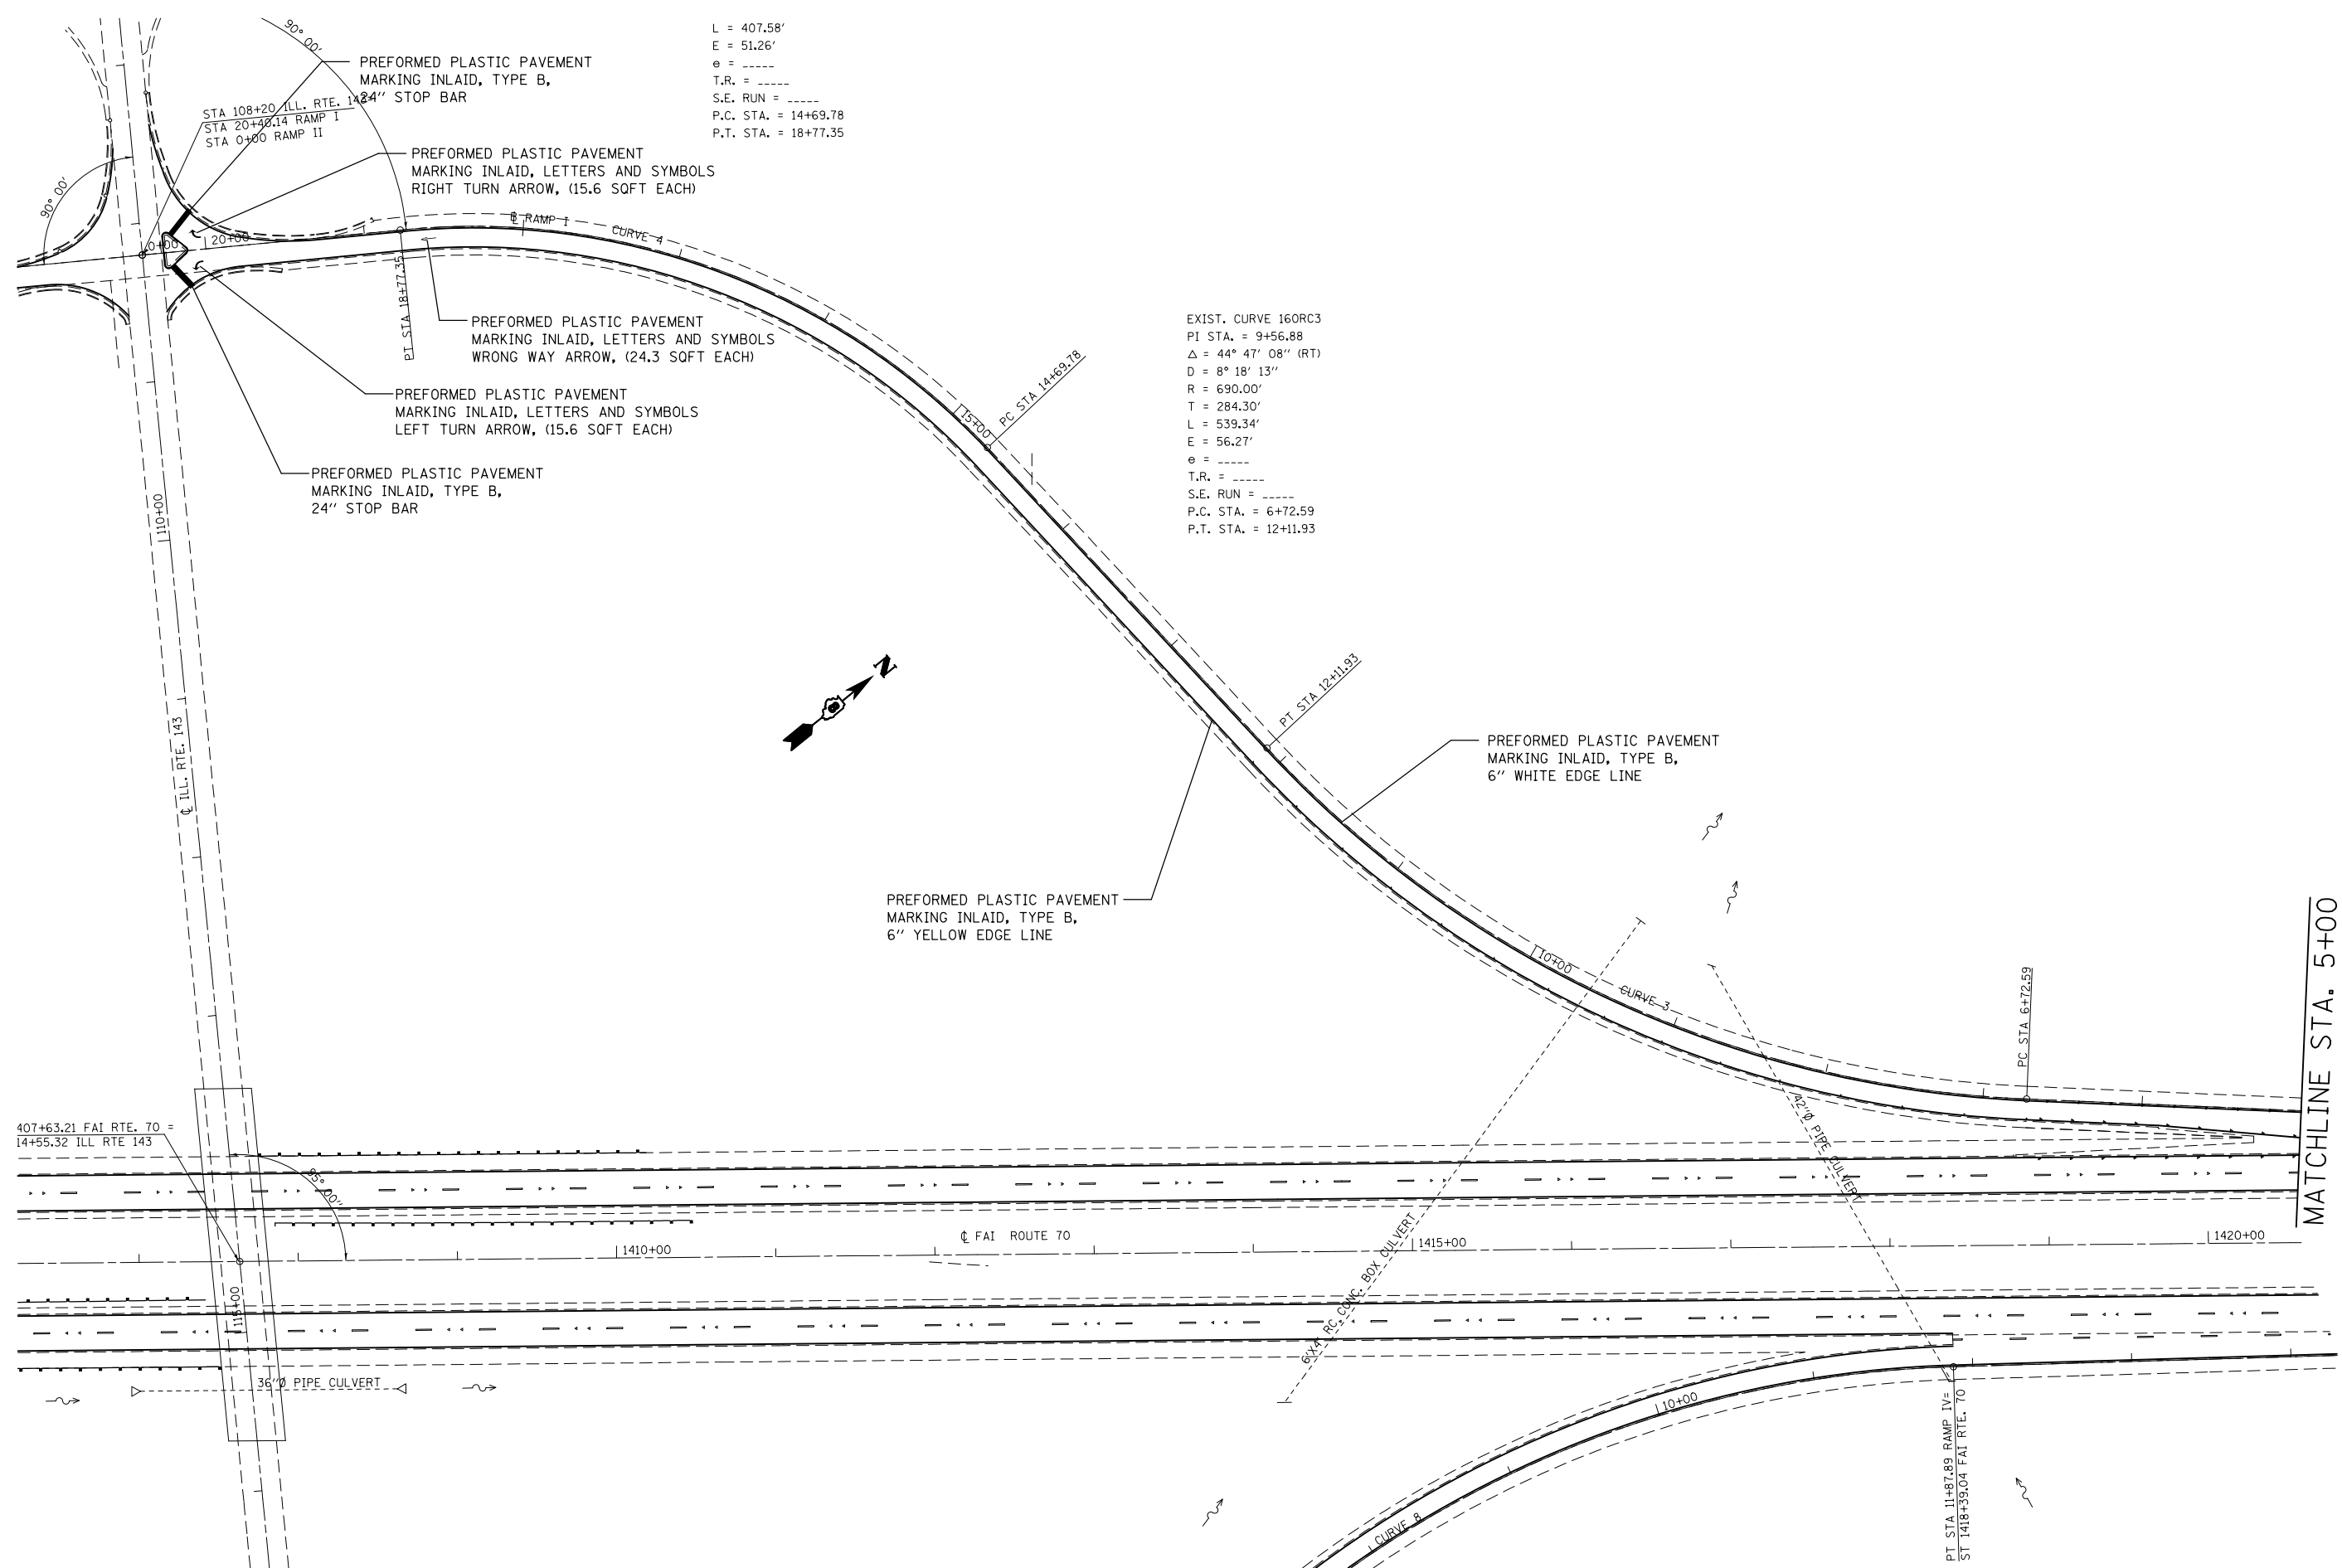 L = 407.58'
E = 51.26'
e = _____
T.R. = _____
S.E. RUN = _____
P.C. STA. = 14+69.78
P.T. STA. = 18+77.35
90° 00'
PREFORMED PLASTIC PAVEMENT
MARKING INLAID, TYPE B,
24" STOP BAR
STA 108+20 ILL. RTE. 143=
STA 20+40.14 RAMP I
STA 0+00 RAMP II
PREFORMED PLASTIC PAVEMENT
MARKING INLAID, LETTERS AND SYMBOLS
RIGHT TURN ARROW, (15.6 SQFT EACH)
90° 00'
0+00
20+00
℄ RAMP I
CURVE 4
PT STA 18+77.35
PREFORMED PLASTIC PAVEMENT
MARKING INLAID, LETTERS AND SYMBOLS
WRONG WAY ARROW, (24.3 SQFT EACH)
PREFORMED PLASTIC PAVEMENT
MARKING INLAID, LETTERS AND SYMBOLS
LEFT TURN ARROW, (15.6 SQFT EACH)
PREFORMED PLASTIC PAVEMENT
MARKING INLAID, TYPE B,
24" STOP BAR
110+00
15+00
PC STA 14+69.78
EXIST. CURVE 160RC3
PI STA. = 9+56.88
Δ = 44° 47' 08" (RT)
D = 8° 18' 13"
R = 690.00'
T = 284.30'
L = 539.34'
E = 56.27'
e = _____
T.R. = _____
S.E. RUN = _____
P.C. STA. = 6+72.59
P.T. STA. = 12+11.93
N
℄ ILL. RTE. 143
PT STA 12+11.93
PREFORMED PLASTIC PAVEMENT
MARKING INLAID, TYPE B,
6" WHITE EDGE LINE
PREFORMED PLASTIC PAVEMENT
MARKING INLAID, TYPE B,
6" YELLOW EDGE LINE
10+00
CURVE 3
PC STA 6+72.59
MATCHLINE STA. 5+00
407+63.21 FAI RTE. 70 =
14+55.32 ILL RTE 143
85° 00"
42"Ø PIPE CULVERT
6'X4' RC. CONC. BOX CULVERT
1410+00
℄ FAI ROUTE 70
1415+00
1420+00
115+00
36"Ø PIPE CULVERT
10+00
CURVE 8
PT STA 11+87.89 RAMP IV=
ST 1418+39.04 FAI RTE. 70